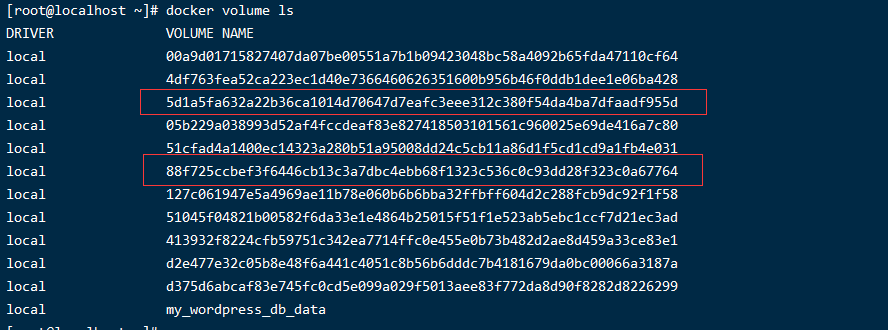 [root@localhost ~]# docker volume ls
DRIVER VOLUME NAME
local 00a9d01715827407da07be00551a7b1b09423048bc58a4092b65fda47110cf64
local 4df763fea52ca223ec1d40e7366460626351600b956b46f0ddb1dee1e06ba428
local 5d1a5fa632a22b36ca1014d70647d7eafc3eee312c380f54da4ba7dfaadf955d
local 05b229a038993d52af4fccdeaf83e827418503101561c960025e69de416a7c80
local 51cfad4a1400ec14323a280b51a95008dd24c5cb11a86d1f5cd1cd9a1fb4e031
local 88f725ccbef3f6446cb13c3a7dbc4ebb68f1323c536c0c93dd28f323c0a67764
local 127c061947e5a4969ae11b78e060b6b6bba32ffbff604d2c288fcb9dc92f1f58
local 51045f04821b00582f6da33e1e4864b25015f51f1e523ab5ebc1ccf7d21ec3ad
local 413932f8224cfb59751c342ea7714ffc0e455e0b73b482d2ae8d459a33ce83e1
local d2e477e32c05b8e48f6a441c4051c8b56b6dddc7b4181679da0bc00066a3187a
local d375d6abcaf83e745fc0cd5e099a029f5013aee83f772da8d90f8282d8226299
local my_wordpress_db_data